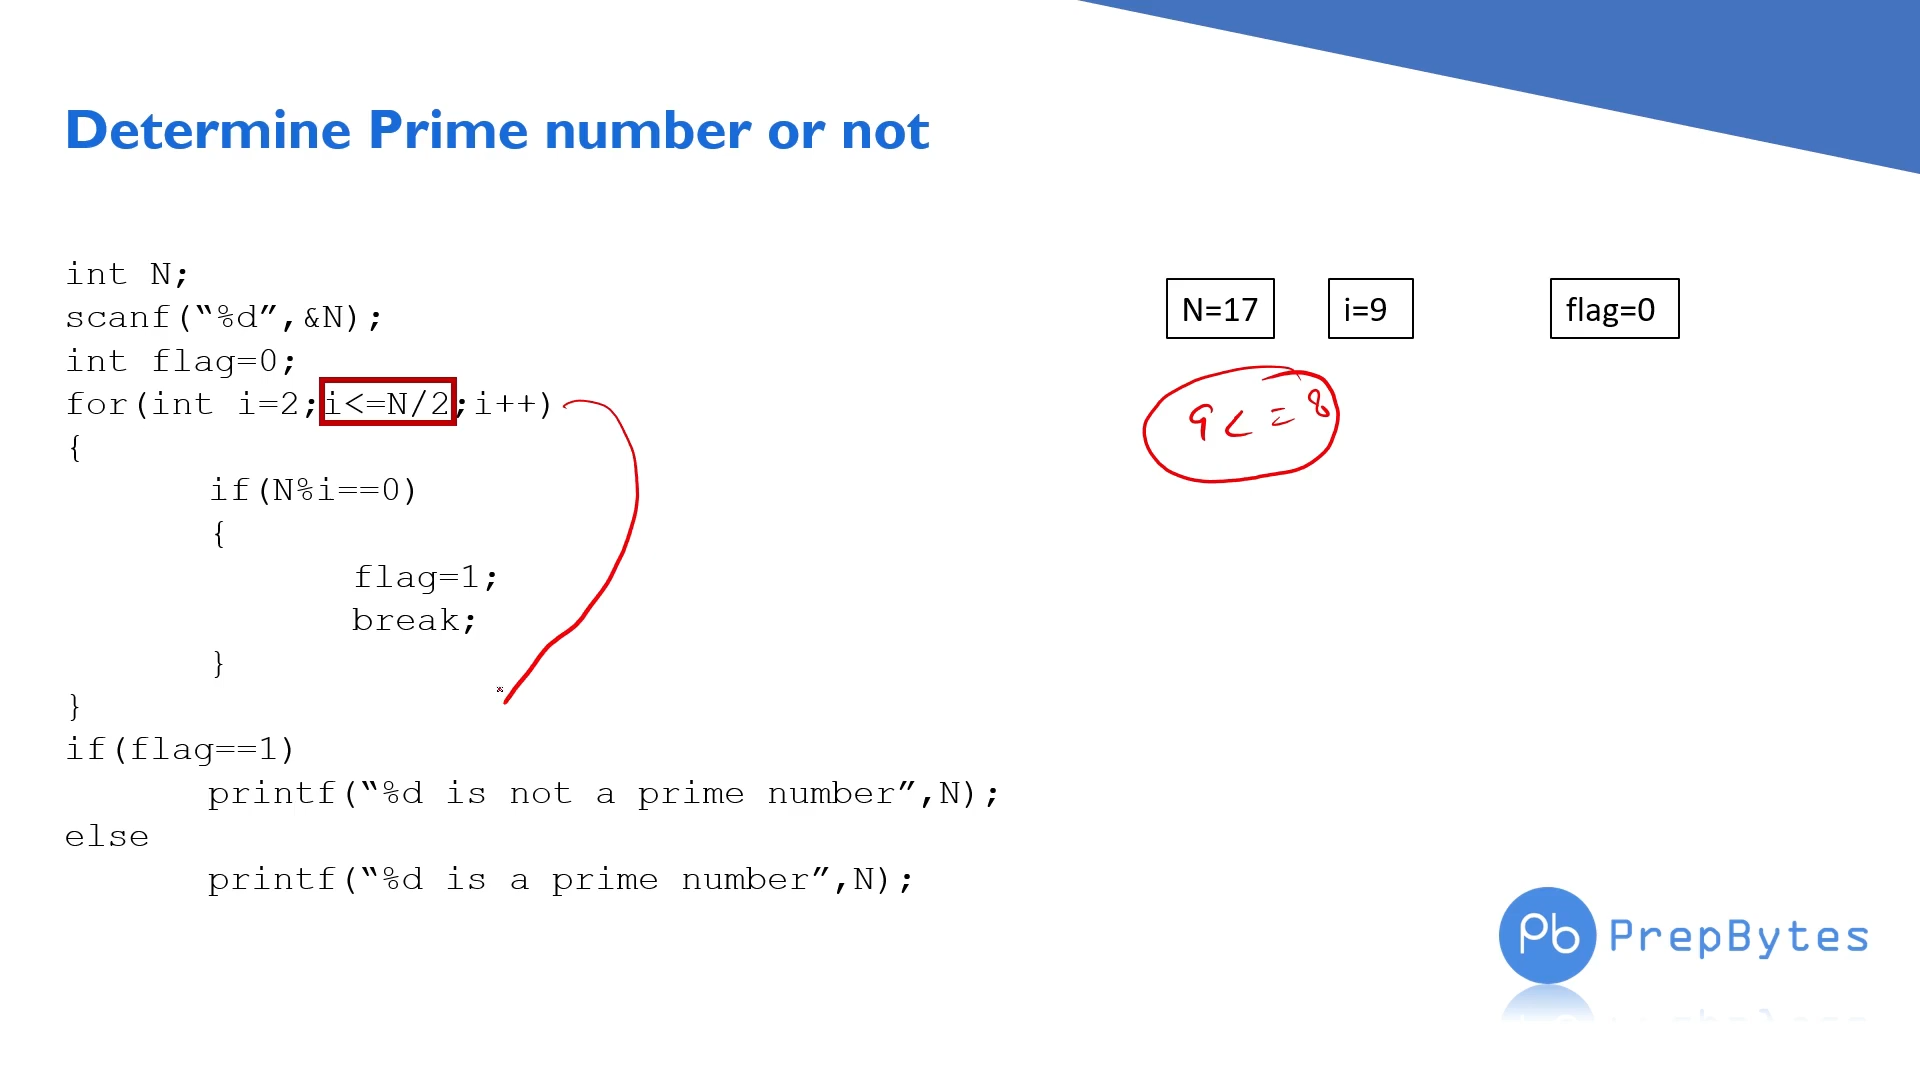 Determine Prime number or not
int N;
scanf(“%d”,&N);
int flag=0;
for(int i=2;i<=N/2;i++)
{
if(N%i==0)
{
flag=1;
break;
}
}
if(flag==1)
printf(“%d is not a prime number”,N);
else
printf(“%d is a prime number”,N);
N=17
i=9
flag=0
9<=8
Pb PrepBytes